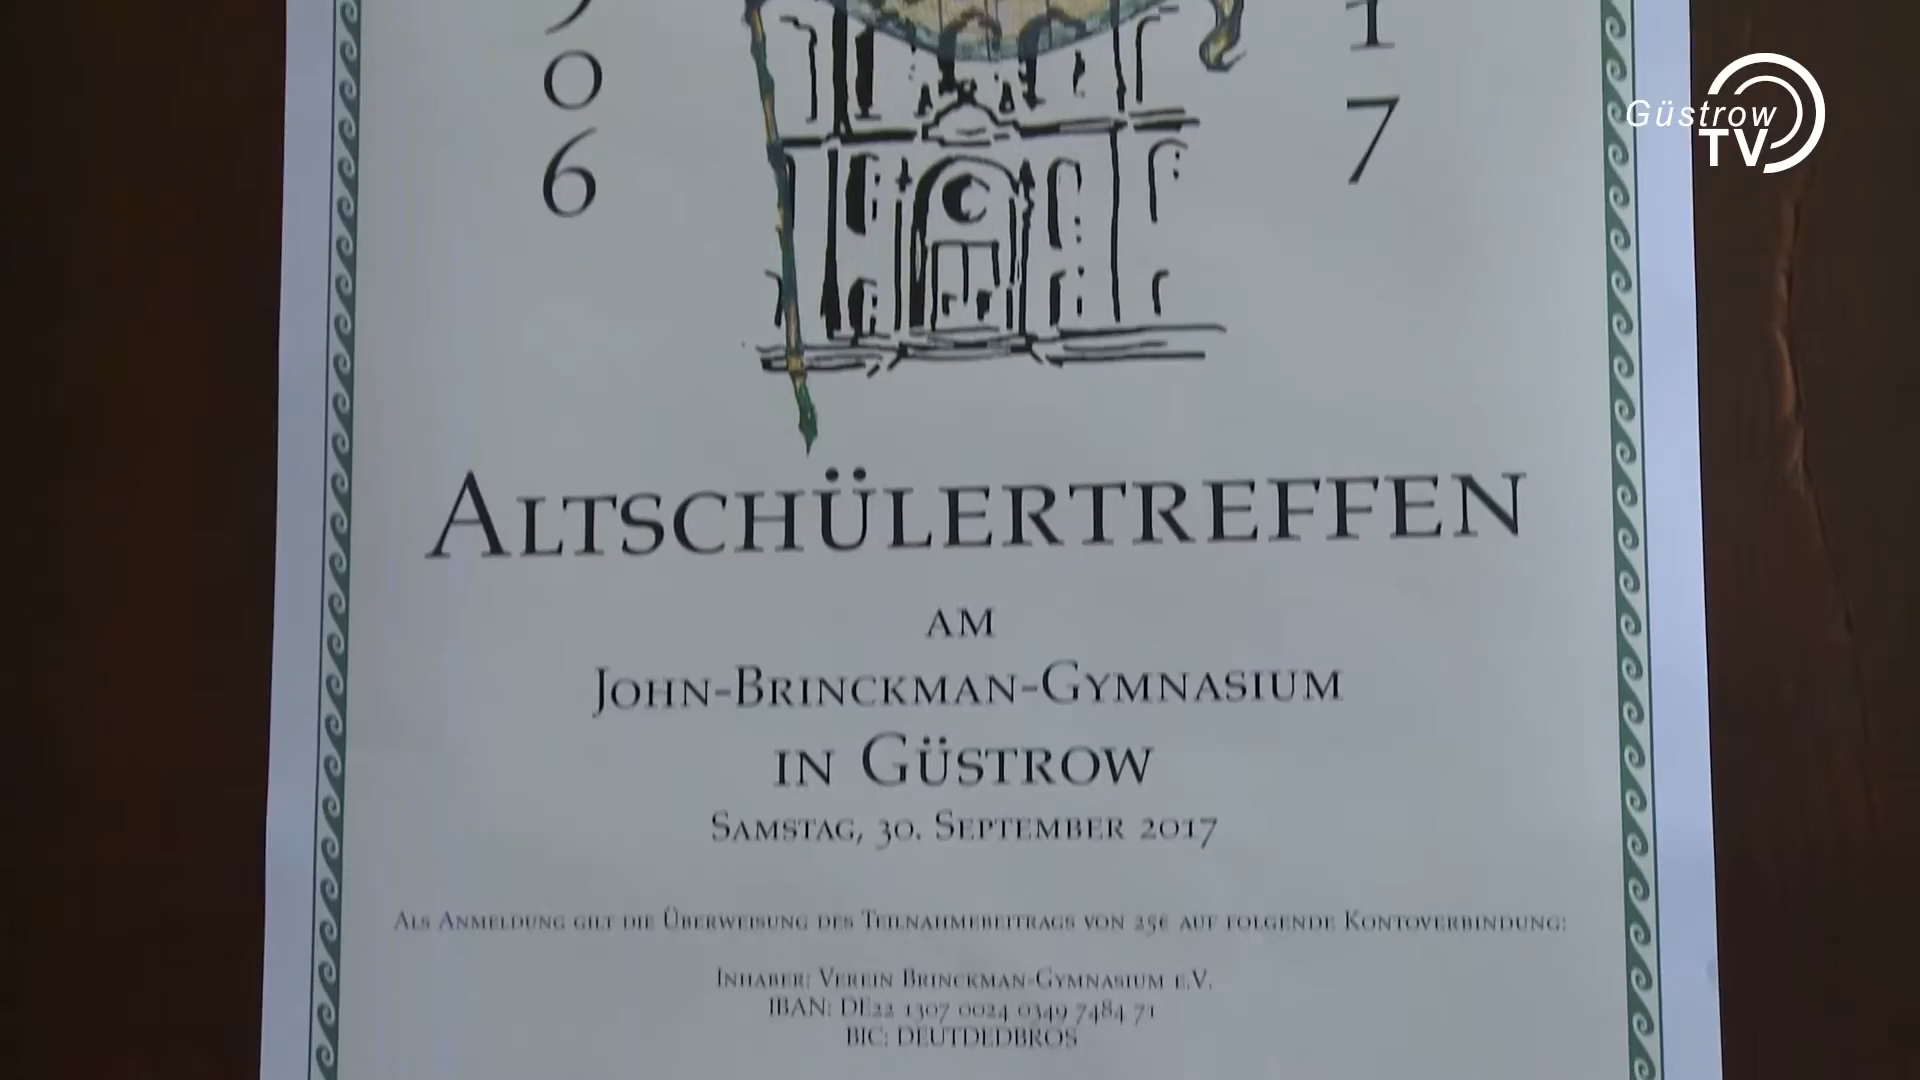 0
6
1
7
Güstrow
TV
ALTSCHÜLERTREFFEN
AM
JOHN-BRINCKMAN-GYMNASIUM
IN GÜSTROW
SAMSTAG, 30. SEPTEMBER 2017
ALS ANMELDUNG GILT DIE ÜBERWEISUNG DES TEILNAHMEBEITRAGS VON 25€ AUF FOLGENDE KONTOVERBINDUNG:
INHABER: VEREIN BRINCKMAN-GYMNASIUM E.V.
IBAN: DE22 1307 0024 0349 7484 71
BIC: DEUTDEDBROS